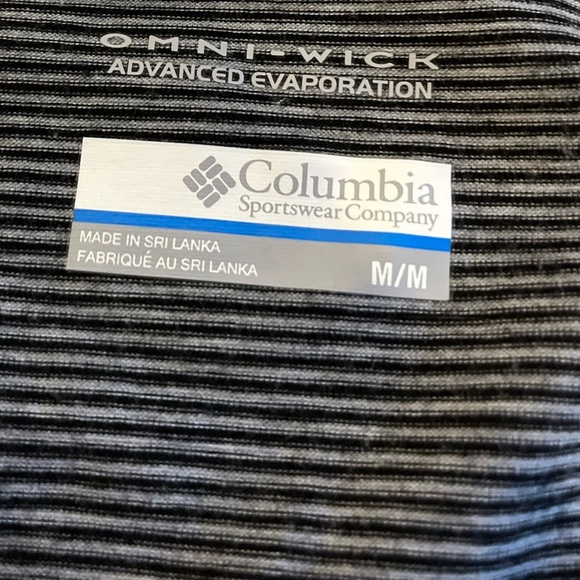 OMNI-WICK
ADVANCED EVAPORATION
Columbia
Sportswear Company
MADE IN SRI LANKA
FABRIQUÉ AU SRI LANKA
M/M